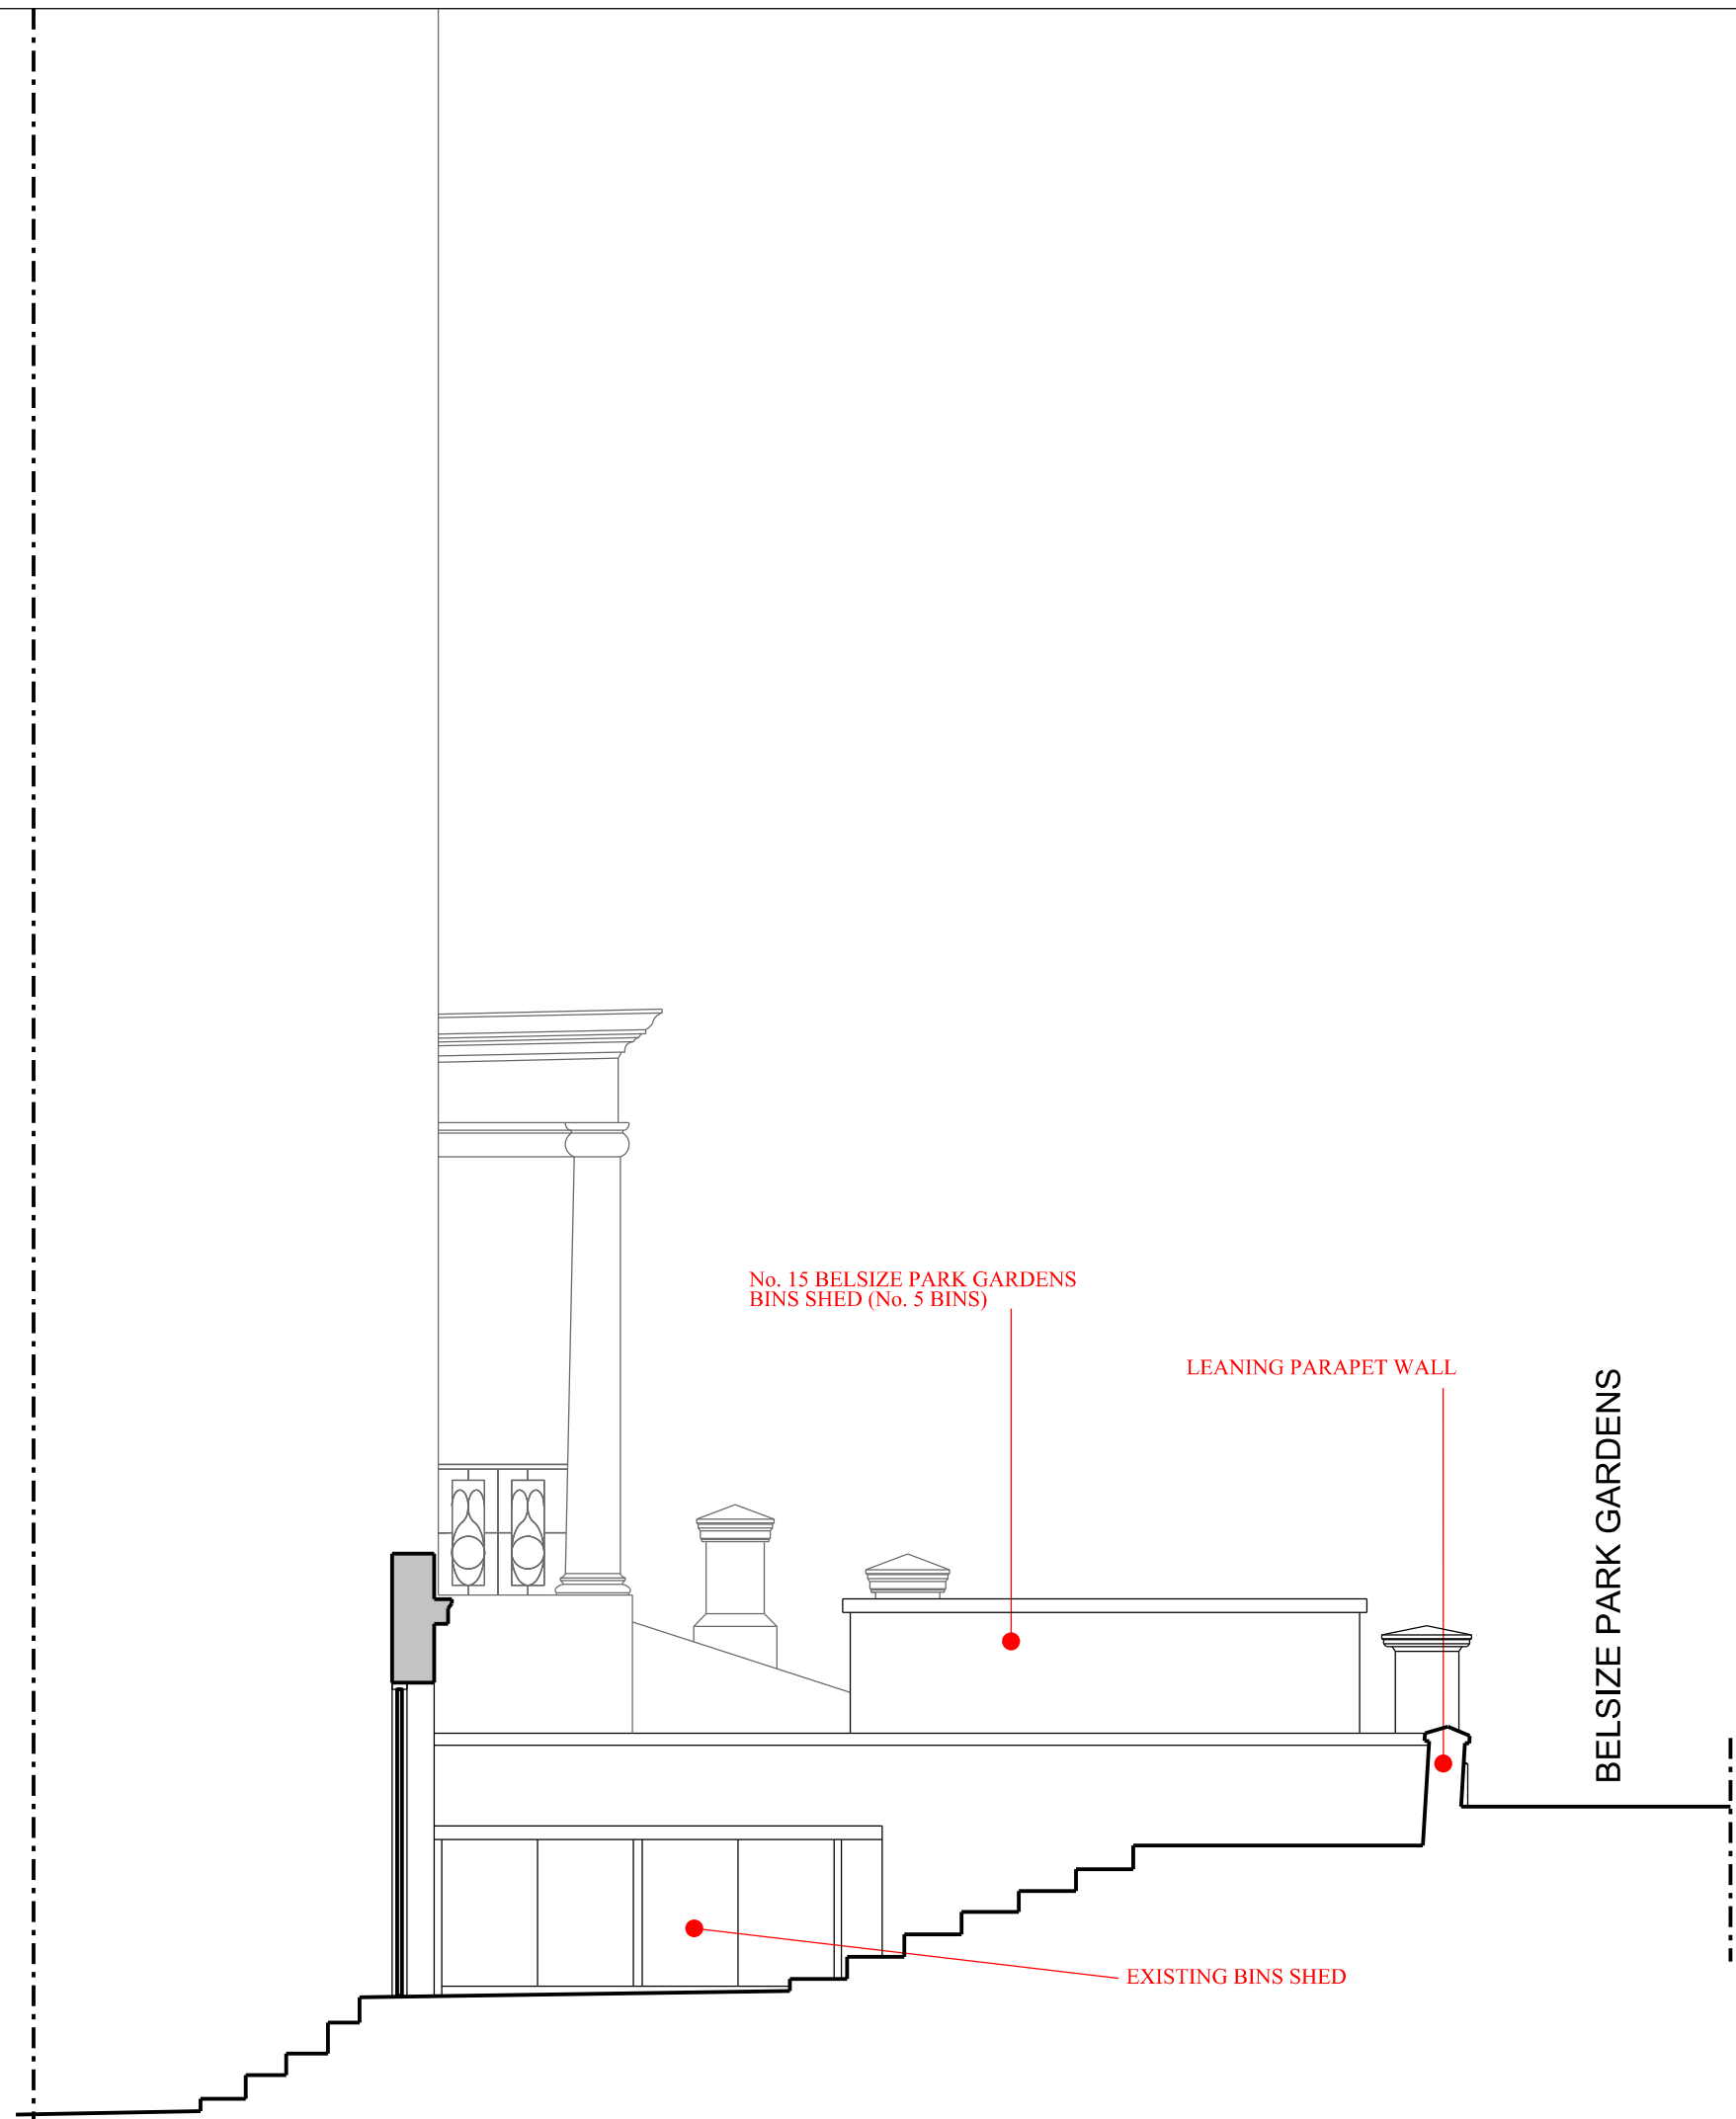 No. 15 BELSIZE PARK GARDENS
BINS SHED (No. 5 BINS)
LEANING PARAPET WALL
BELSIZE PARK GARDENS
EXISTING BINS SHED